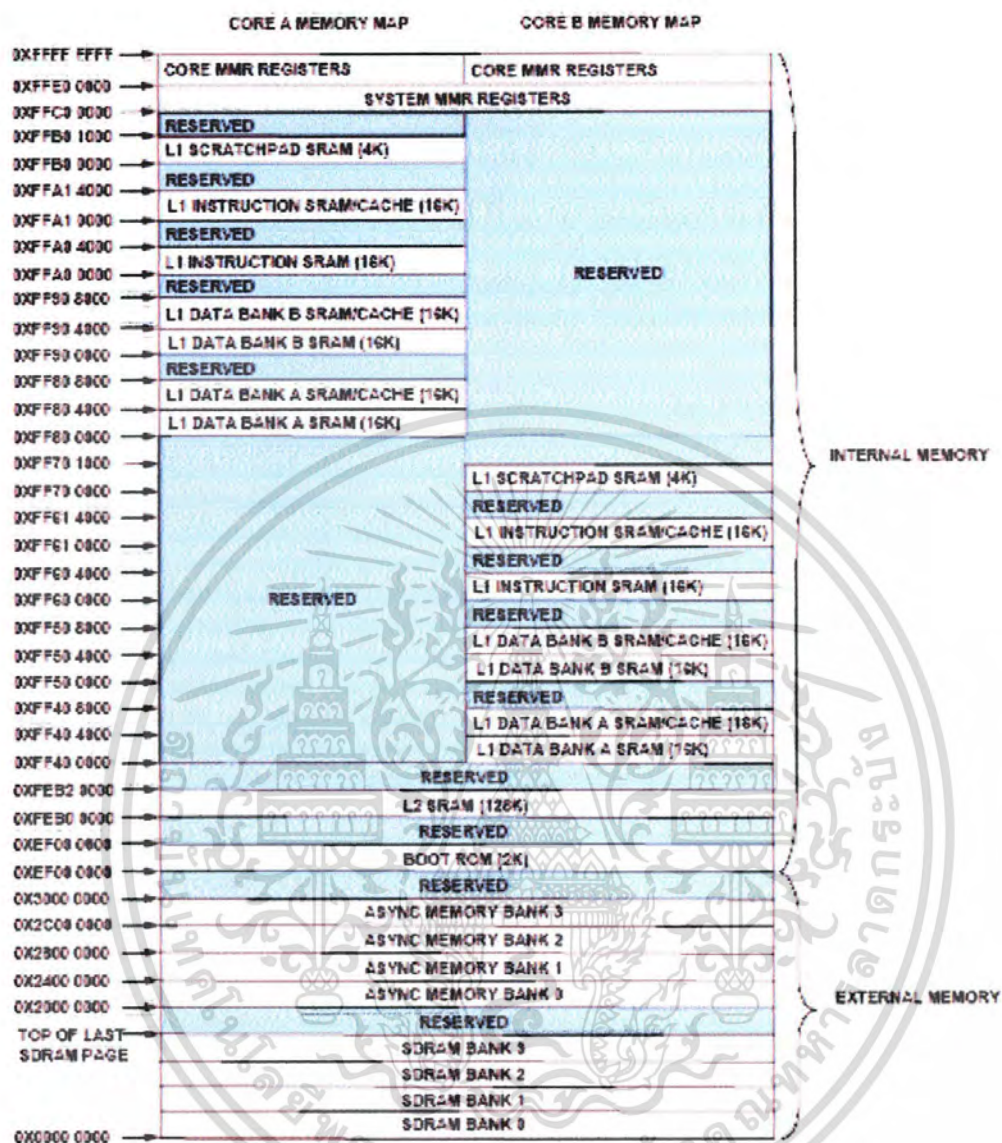 CORE A MEMORY MAP
CORE B MEMORY MAP
0XFFFF FFFF
CORE MMR REGISTERS
CORE MMR REGISTERS
0XFFE0 0000
SYSTEM MMR REGISTERS
0XFFC0 0000
RESERVED
0XFFB0 1000
L1 SCRATCHPAD SRAM (4K)
0XFFB0 0000
RESERVED
0XFFA1 4000
L1 INSTRUCTION SRAM/CACHE (16K)
0XFFA1 0000
RESERVED
0XFFA0 4000
L1 INSTRUCTION SRAM (16K)
RESERVED
0XFFA0 0000
RESERVED
0XFF90 8000
L1 DATA BANK B SRAM/CACHE (16K)
0XFF90 4000
L1 DATA BANK B SRAM (16K)
0XFF90 0000
RESERVED
0XFF80 8000
L1 DATA BANK A SRAM/CACHE (16K)
0XFF80 4000
L1 DATA BANK A SRAM (16K)
0XFF80 0000
INTERNAL MEMORY
0XFF70 1000
L1 SCRATCHPAD SRAM (4K)
0XFF70 0000
RESERVED
0XFF61 4000
L1 INSTRUCTION SRAM/CACHE (16K)
0XFF61 0000
RESERVED
0XFF60 4000
L1 INSTRUCTION SRAM (16K)
RESERVED
0XFF60 0000
RESERVED
0XFF50 8000
L1 DATA BANK B SRAM/CACHE (16K)
0XFF50 4000
L1 DATA BANK B SRAM (16K)
0XFF50 0000
RESERVED
0XFF40 8000
L1 DATA BANK A SRAM/CACHE (16K)
0XFF40 4000
L1 DATA BANK A SRAM (16K)
0XFF40 0000
RESERVED
0XFEB2 0000
L2 SRAM (128K)
0XFEB0 0000
RESERVED
0XEF00
BOOT ROM (2K)
0XEF00 0000
RESERVED
0X3000 0000
ASYNC MEMORY BANK 3
0X2C00 0000
ASYNC MEMORY BANK 2
0X2800 0000
ASYNC MEMORY BANK 1
0X2400 0000
ASYNC MEMORY BANK 0
0X2000 0000
EXTERNAL MEMORY
RESERVED
TOP OF LAST
SDRAM PAGE
SDRAM BANK 3
SDRAM BANK 2
SDRAM BANK 1
SDRAM BANK 0
0X0000 0000